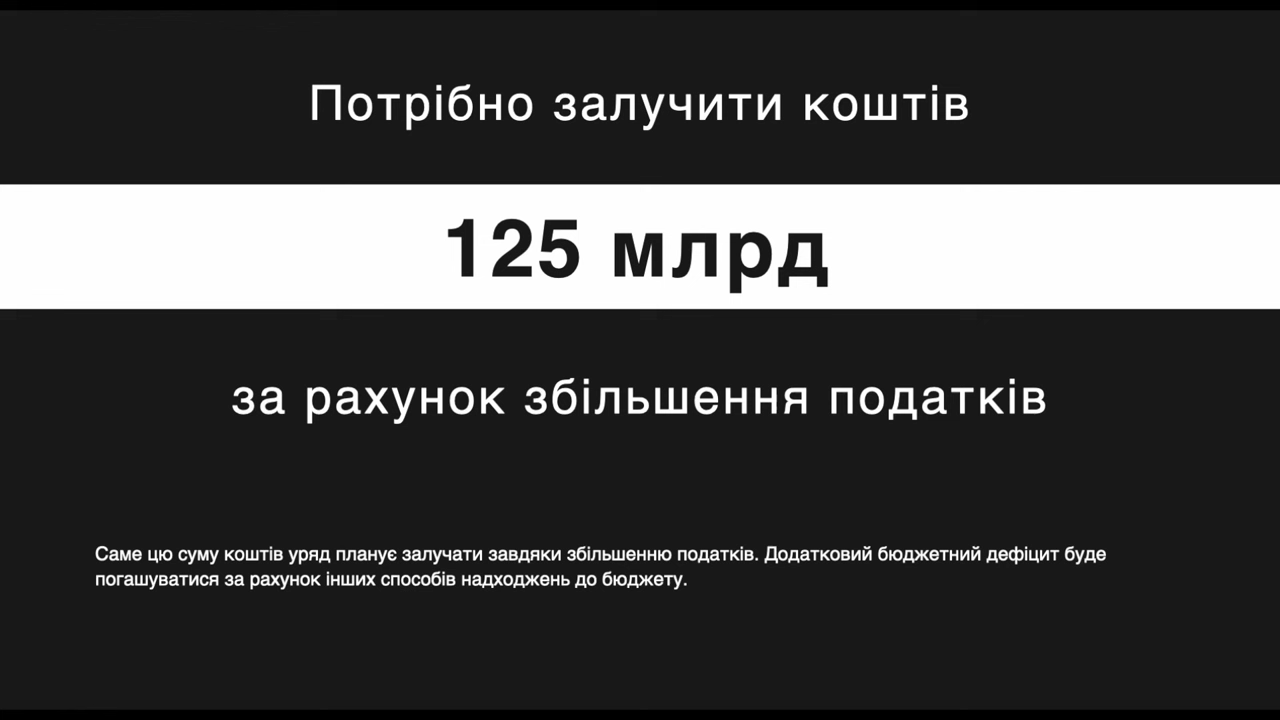 Потрібно залучити коштів
125 млрд
за рахунок збільшення податків
Саме цю суму коштів уряд планує залучати завдяки збільшенню податків. Додатковий бюджетний дефіцит буде
погашуватися за рахунок інших способів надходжень до бюджету.